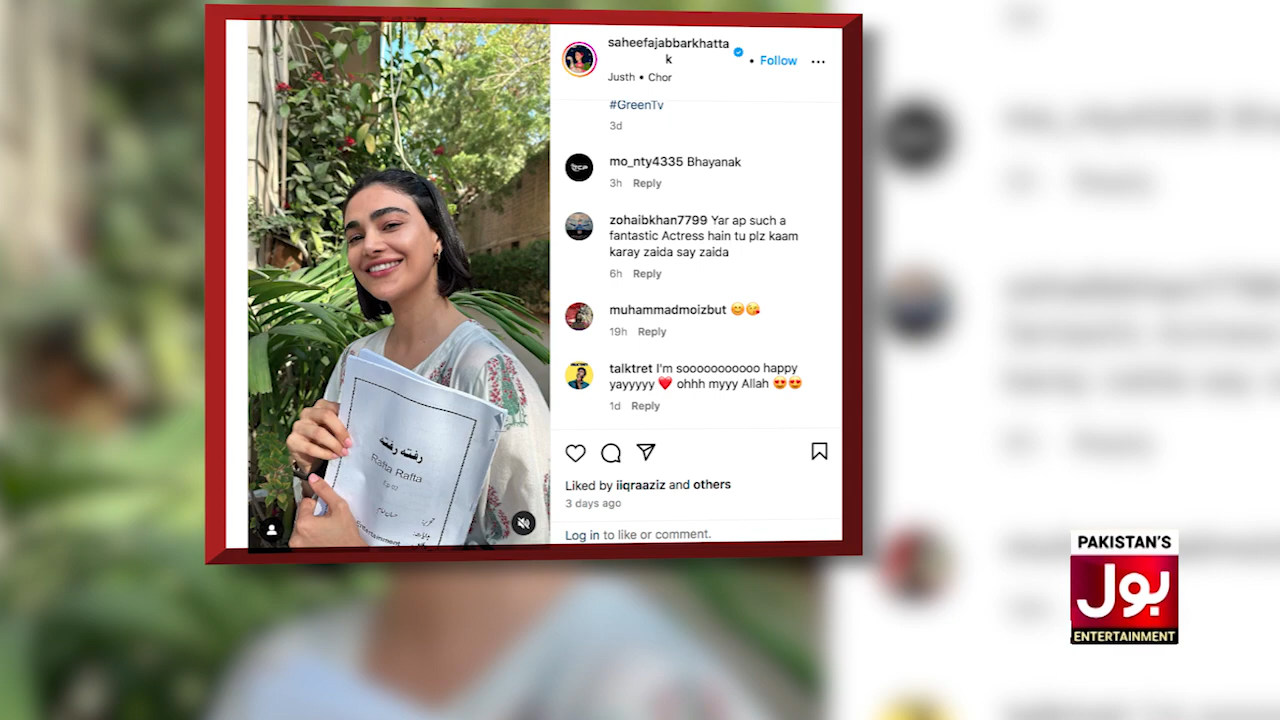 saheefajabbarkhatta
k
• Follow
Justh • Chor
#GreenTv
3d
mo_nty4335 Bhayanak
3h Reply
zohaibkhan7799 Yar ap such a
fantastic Actress hain tu plz kaam
karay zaida say zaida
6h Reply
muhammadmoizbut 😊😘
19h Reply
talktret I'm sooooooooooo happy
yayyyyy ❤️ ohhh myyy Allah 😍😍
1d Reply
Liked by iiqraaziz and others
3 days ago
Log in to like or comment.
رفته رفته
Rafta Rafta
Ep:02
Entertainment
PAKISTAN'S
بول
ENTERTAINMENT